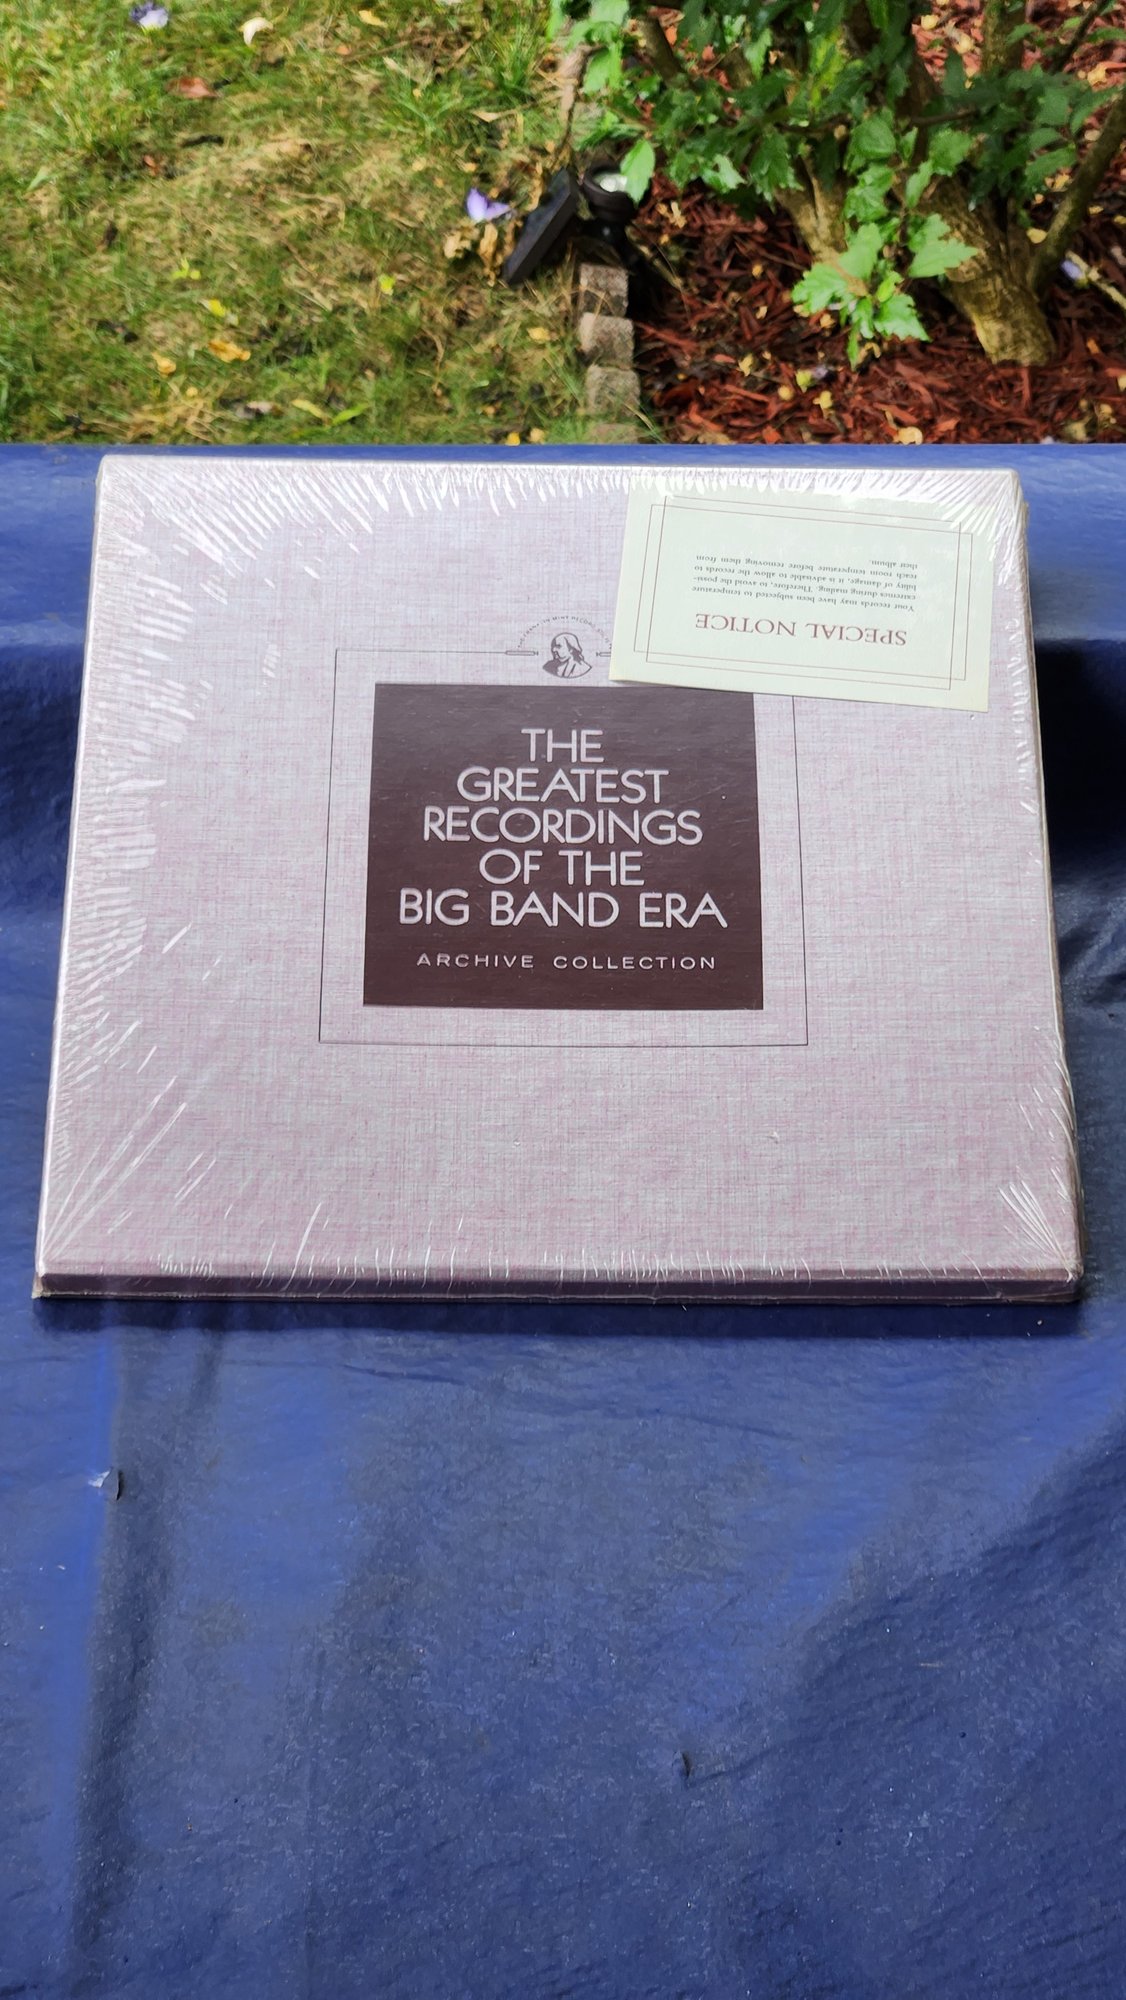 THE
GREATEST
RECORDINGS
OF THE
BIG BAND ERA
ARCHIVE COLLECTION
SPECIAL NOTICE
Your records may have been subjected to temperature
extremes during mailing. Therefore, to avoid the possi-
bility of damage, it is advisable to allow the records to
reach room temperature before removing them from
their album.